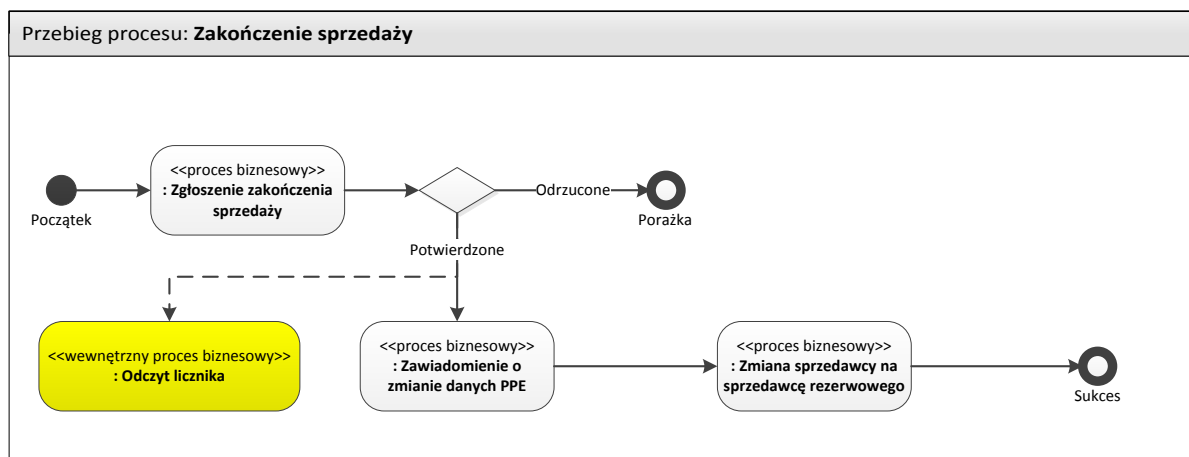 Przebieg procesu: Zakończenie sprzedaży
<<proces biznesowy>>
: Zgłoszenie zakończenia
sprzedaży
Początek
Odrzucone
Porażka
Potwierdzone
<<wewnętrzny proces biznesowy>>
: Odczyt licznika
<<proces biznesowy>>
: Zawiadomienie o
zmianie danych PPE
<<proces biznesowy>>
: Zmiana sprzedawcy na
sprzedawcę rezerwowego
Sukces